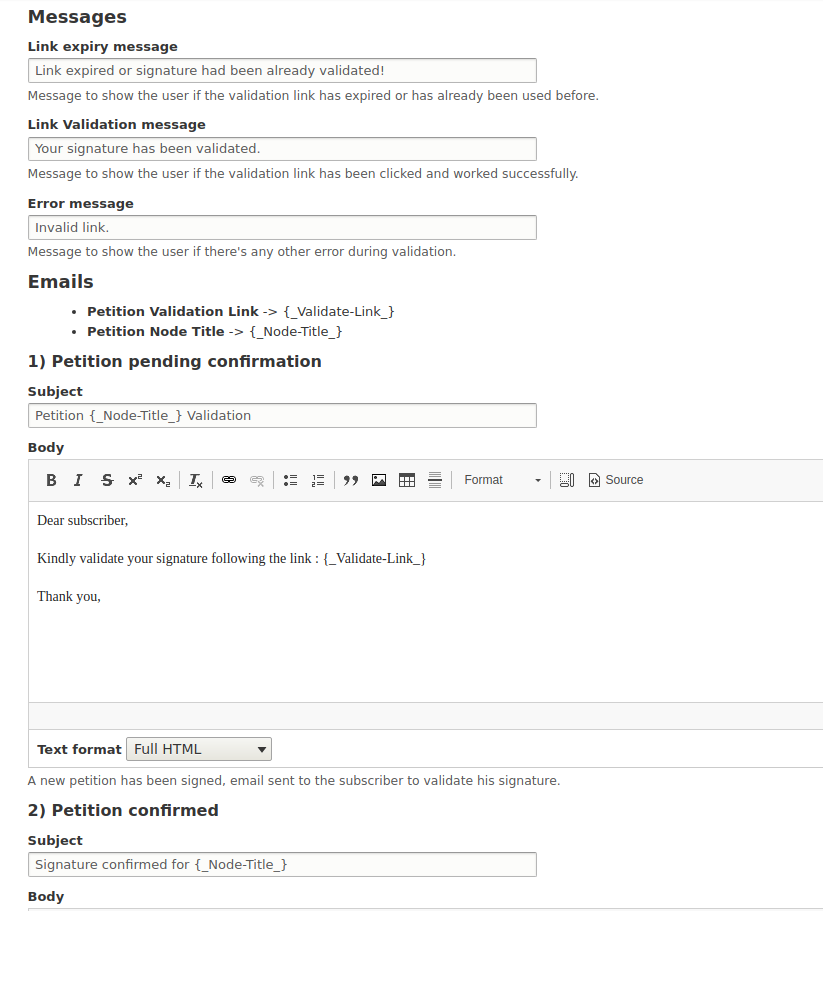 Messages
Link expiry message
Link expired or signature had been already validated!
Message to show the user if the validation link has expired or has already been used before.
Link Validation message
Your signature has been validated.
Message to show the user if the validation link has been clicked and worked successfully.
Error message
Invalid link.
Message to show the user if there's any other error during validation.
Emails
• Petition Validation Link -> {_Validate-Link_}
• Petition Node Title -> {_Node-Title_}
1) Petition pending confirmation
Subject
Petition {_Node-Title_} Validation
Body
B I S x² x₂ Tx Format Source
Dear subscriber,
Kindly validate your signature following the link : {_Validate-Link_}
Thank you,
Text format Full HTML
A new petition has been signed, email sent to the subscriber to validate his signature.
2) Petition confirmed
Subject
Signature confirmed for {_Node-Title_}
Body